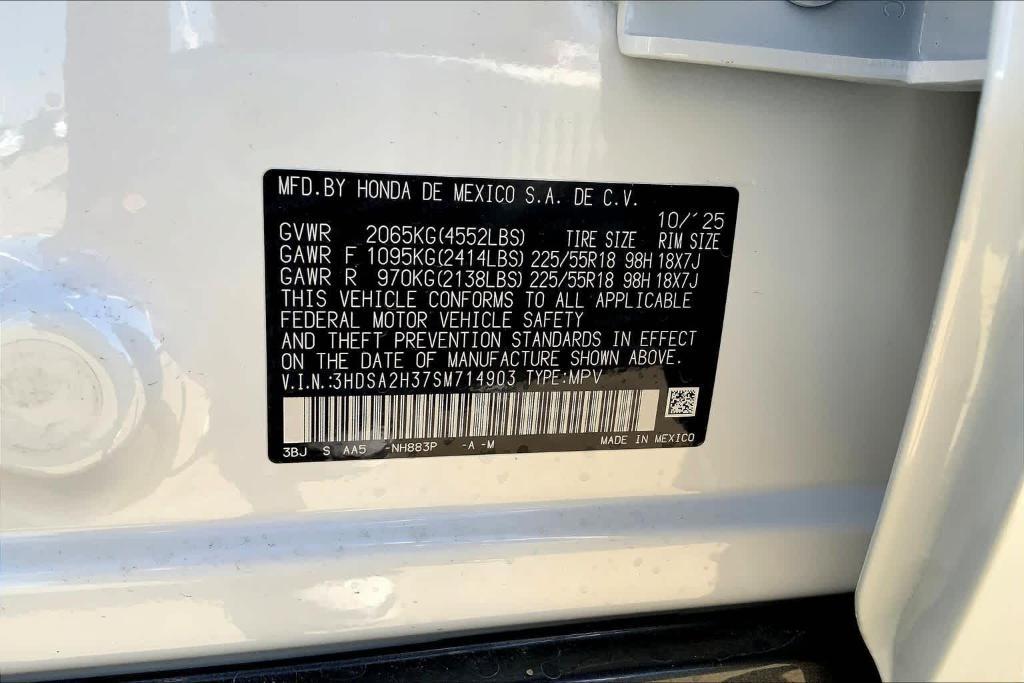 MFD.BY HONDA DE MEXICO S.A. DE C.V.
10/'25
GVWR 2065KG(4552LBS) TIRE SIZE RIM SIZE
GAWR F 1095KG(2414LBS) 225/55R18 98H 18X7J
GAWR R 970KG(2138LBS) 225/55R18 98H 18X7J
THIS VEHICLE CONFORMS TO ALL APPLICABLE
FEDERAL MOTOR VEHICLE SAFETY
AND THEFT PREVENTION STANDARDS IN EFFECT
ON THE DATE OF MANUFACTURE SHOWN ABOVE.
V.I.N.:3HDSA2H37SM714903 TYPE:MPV
3BJ S AA5 -NH883P -A -M MADE IN MEXICO